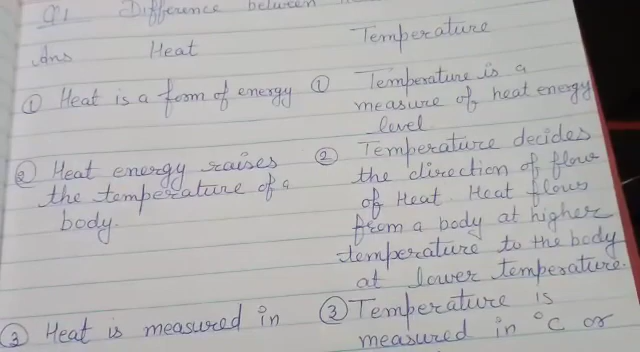 Q1 Difference between
Ans Heat Temperature
① Heat is a form of energy
② Heat energy raises
the temperature of a
body.
③ Heat is measured in
① Temperature is a
measure of heat energy
level
② Temperature decides
the direction of flow
of Heat. Heat flows
from a body at higher
temperature to the body
at lower temperature.
③ Temperature is
measured in °C or